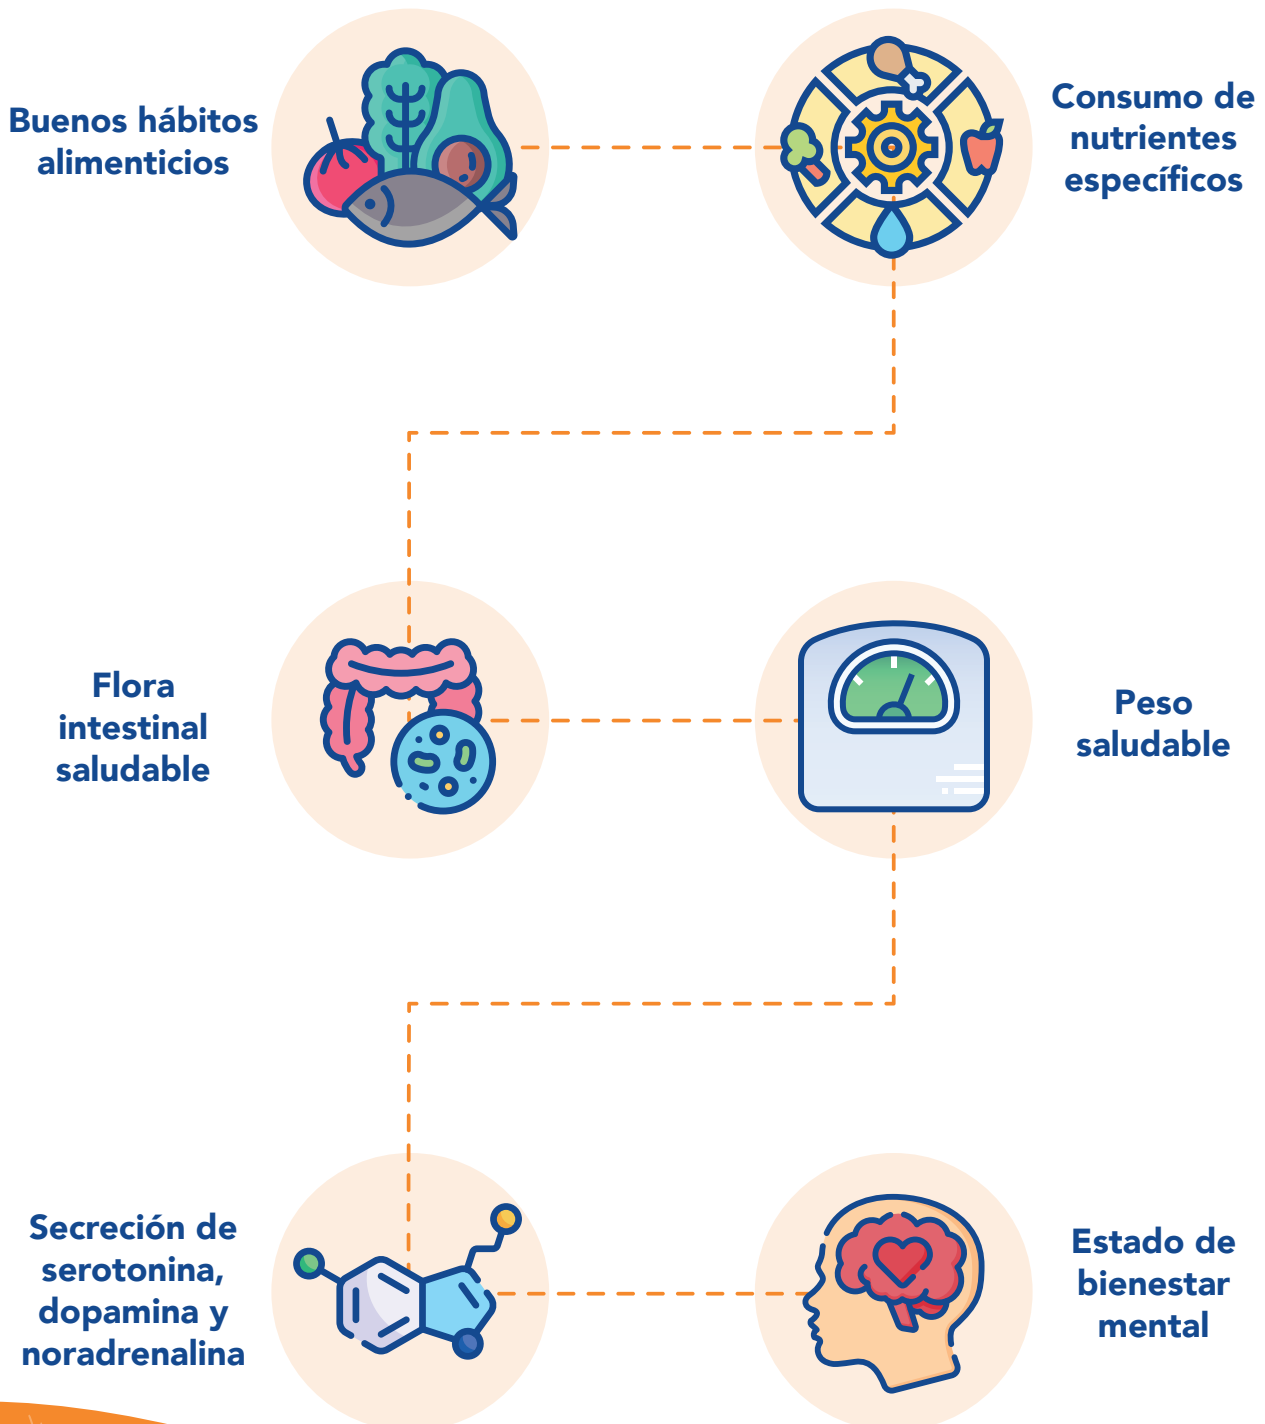 Buenos hábitos
alimenticios
Consumo de
nutrientes
específicos
Flora
intestinal
saludable
Peso
saludable
Secreción de
serotonina,
dopamina y
noradrenalina
Estado de
bienestar
mental